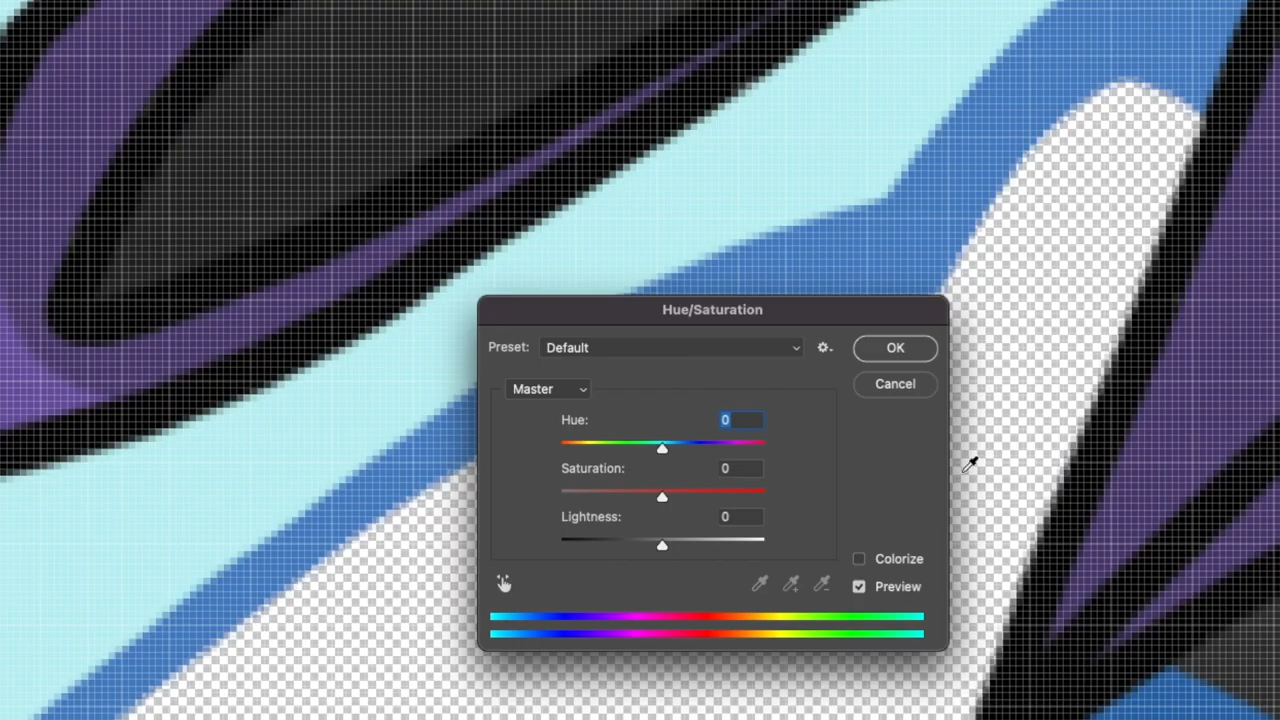 Hue/Saturation
Preset: Default
OK
Cancel
Master
Hue: 0
Saturation: 0
Lightness: 0
Colorize
Preview